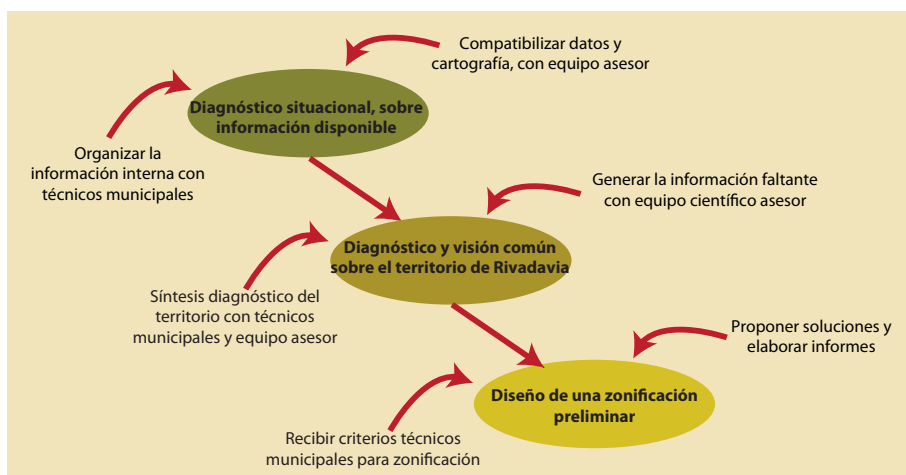 Compatibilizar datos y
cartografía, con equipo asesor
Diagnóstico situacional, sobre
información disponible
Organizar la
información interna con
técnicos municipales
Generar la información faltante
con equipo científico asesor
Diagnóstico y visión común
sobre el territorio de Rivadavia
Síntesis diagnóstico del
territorio con técnicos
municipales y equipo asesor
Proponer soluciones y
elaborar informes
Diseño de una zonificación
preliminar
Recibir criterios técnicos
municipales para zonificación